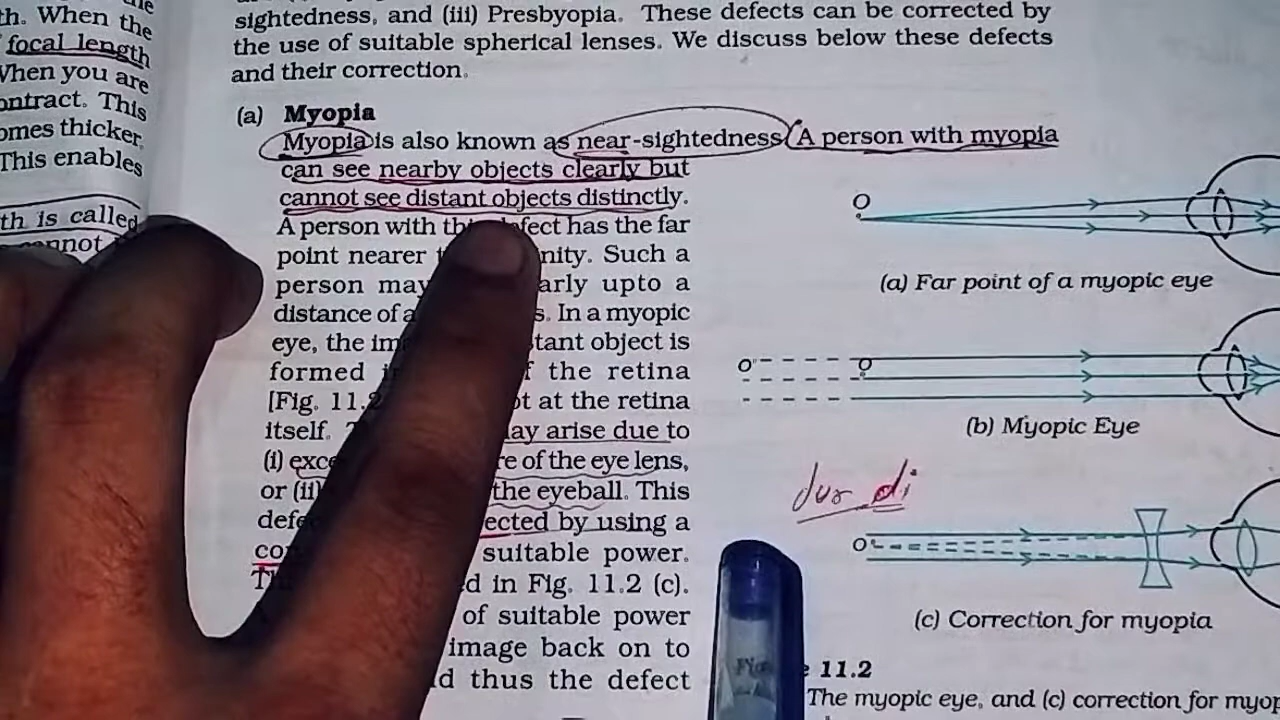 th. When the
focal length
When you are
ontract. This
omes thicker.
This enables
th is called
sightedness, and (iii) Presbyopia. These defects can be corrected by
the use of suitable spherical lenses. We discuss below these defects
and their correction.
(a) Myopia
Myopia is also known as near-sightedness. A person with myopia
can see nearby objects clearly but
cannot see distant objects distinctly.
A person with this defect has the far
point nearer nity. Such a
person may arly upto a
distance of a s. In a myopic
eye, the im tant object is
formed f the retina
[Fig. 11.2 ot at the retina
itself. ay arise due to
(i) exce re of the eye lens,
or (ii) the eyeball. This
defe ected by using a
co suitable power.
d in Fig. 11.2 (c).
of suitable power
image back on to
d thus the defect
O
(a) Far point of a myopic eye
O' O
(b) Myopic Eye
dur di
O
(c) Correction for myopia
11.2
The myopic eye, and (c) correction for myop